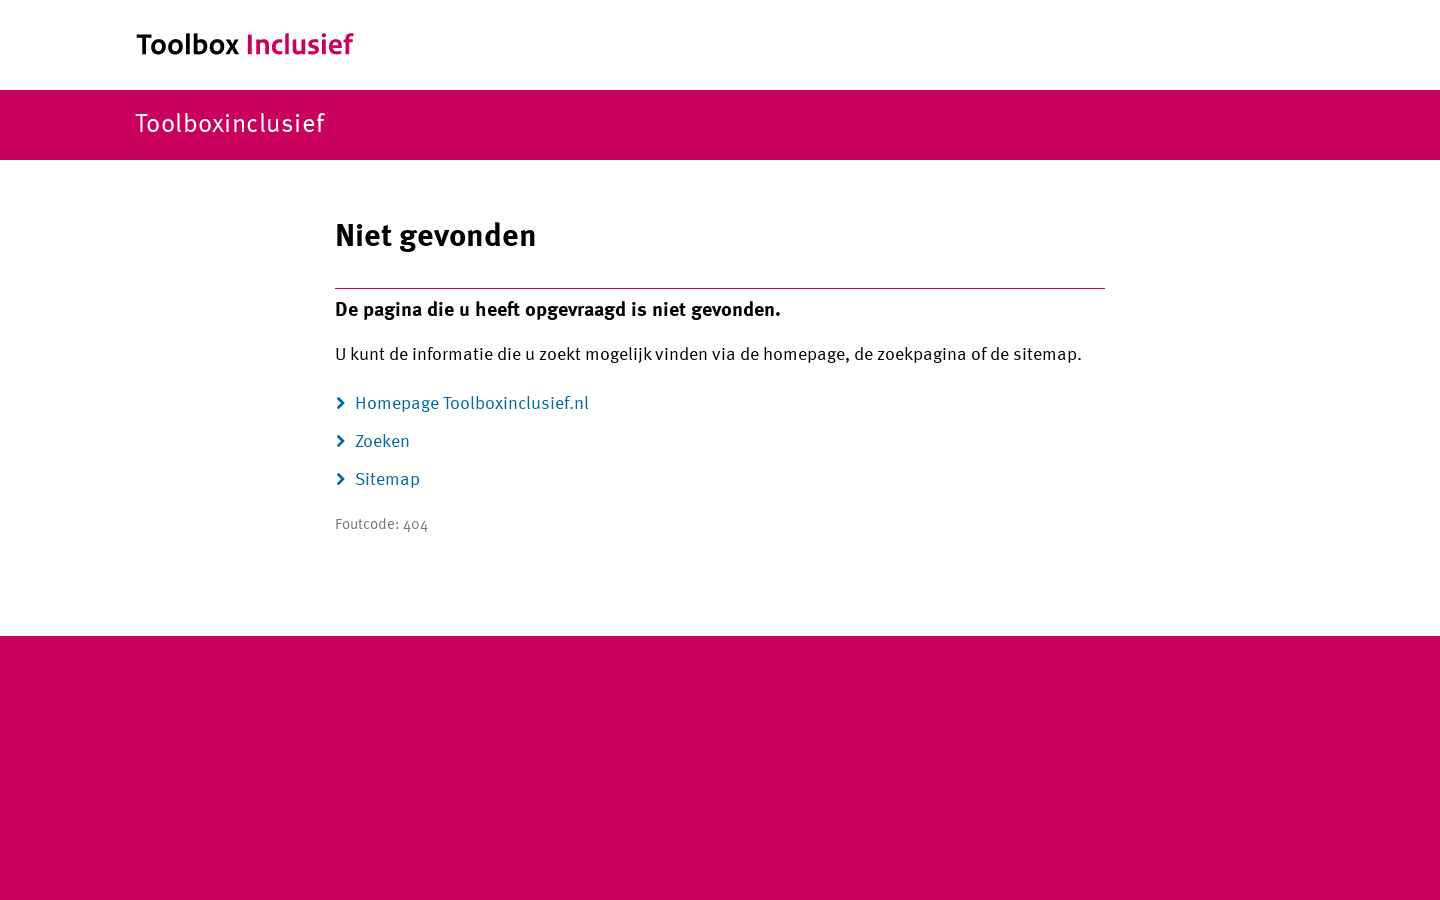 Toolbox Inclusief
Toolboxinclusief
Niet gevonden
De pagina die u heeft opgevraagd is niet gevonden.
U kunt de informatie die u zoekt mogelijk vinden via de homepage, de zoekpagina of de sitemap.
Homepage Toolboxinclusief.nl
Zoeken
Sitemap
Foutcode: 404